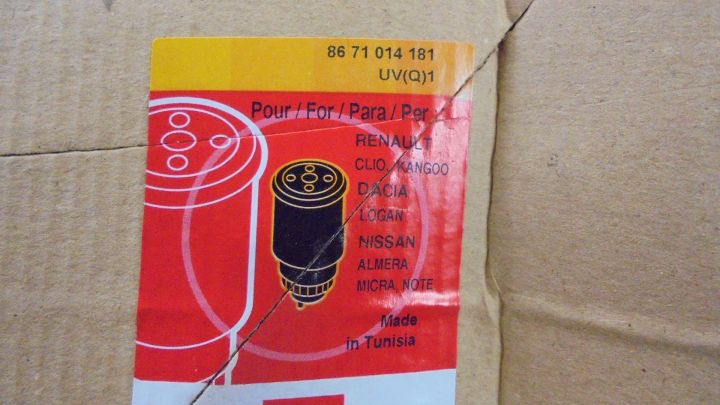 86 71 014 181
UV(Q)1
Pour / For / Para / Per
RENAULT
CLIO, KANGOO
DACIA
LOGAN
NISSAN
ALMERA
MICRA, NOTE
Made
in Tunisia